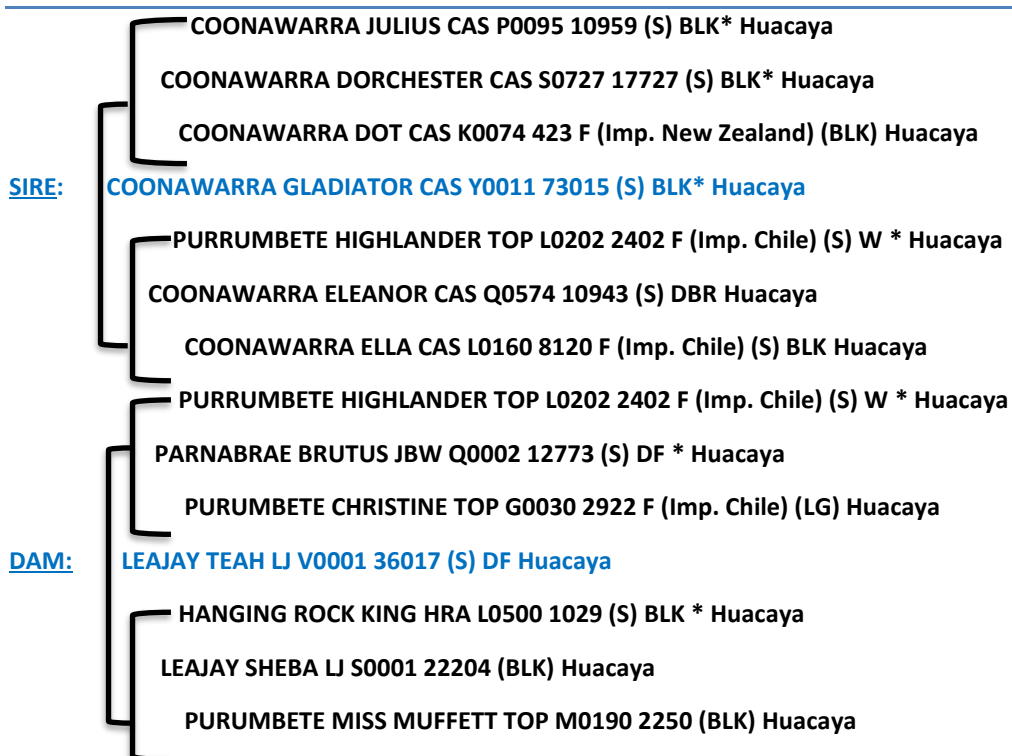 COONAWARRA JULIUS CAS P0095 10959 (S) BLK* Huacaya
COONAWARRA DORCHESTER CAS S0727 17727 (S) BLK* Huacaya
COONAWARRA DOT CAS K0074 423 F (Imp. New Zealand) (BLK) Huacaya
SIRE: COONAWARRA GLADIATOR CAS Y0011 73015 (S) BLK* Huacaya
PURRUMBETE HIGHLANDER TOP L0202 2402 F (Imp. Chile) (S) W * Huacaya
COONAWARRA ELEANOR CAS Q0574 10943 (S) DBR Huacaya
COONAWARRA ELLA CAS L0160 8120 F (Imp. Chile) (S) BLK Huacaya
PURRUMBETE HIGHLANDER TOP L0202 2402 F (Imp. Chile) (S) W * Huacaya
PARNABRAE BRUTUS JBW Q0002 12773 (S) DF * Huacaya
PURUMBETE CHRISTINE TOP G0030 2922 F (Imp. Chile) (LG) Huacaya
DAM: LEAJAY TEAH LJ V0001 36017 (S) DF Huacaya
HANGING ROCK KING HRA L0500 1029 (S) BLK * Huacaya
LEAJAY SHEBA LJ S0001 22204 (BLK) Huacaya
PURUMBETE MISS MUFFETT TOP M0190 2250 (BLK) Huacaya